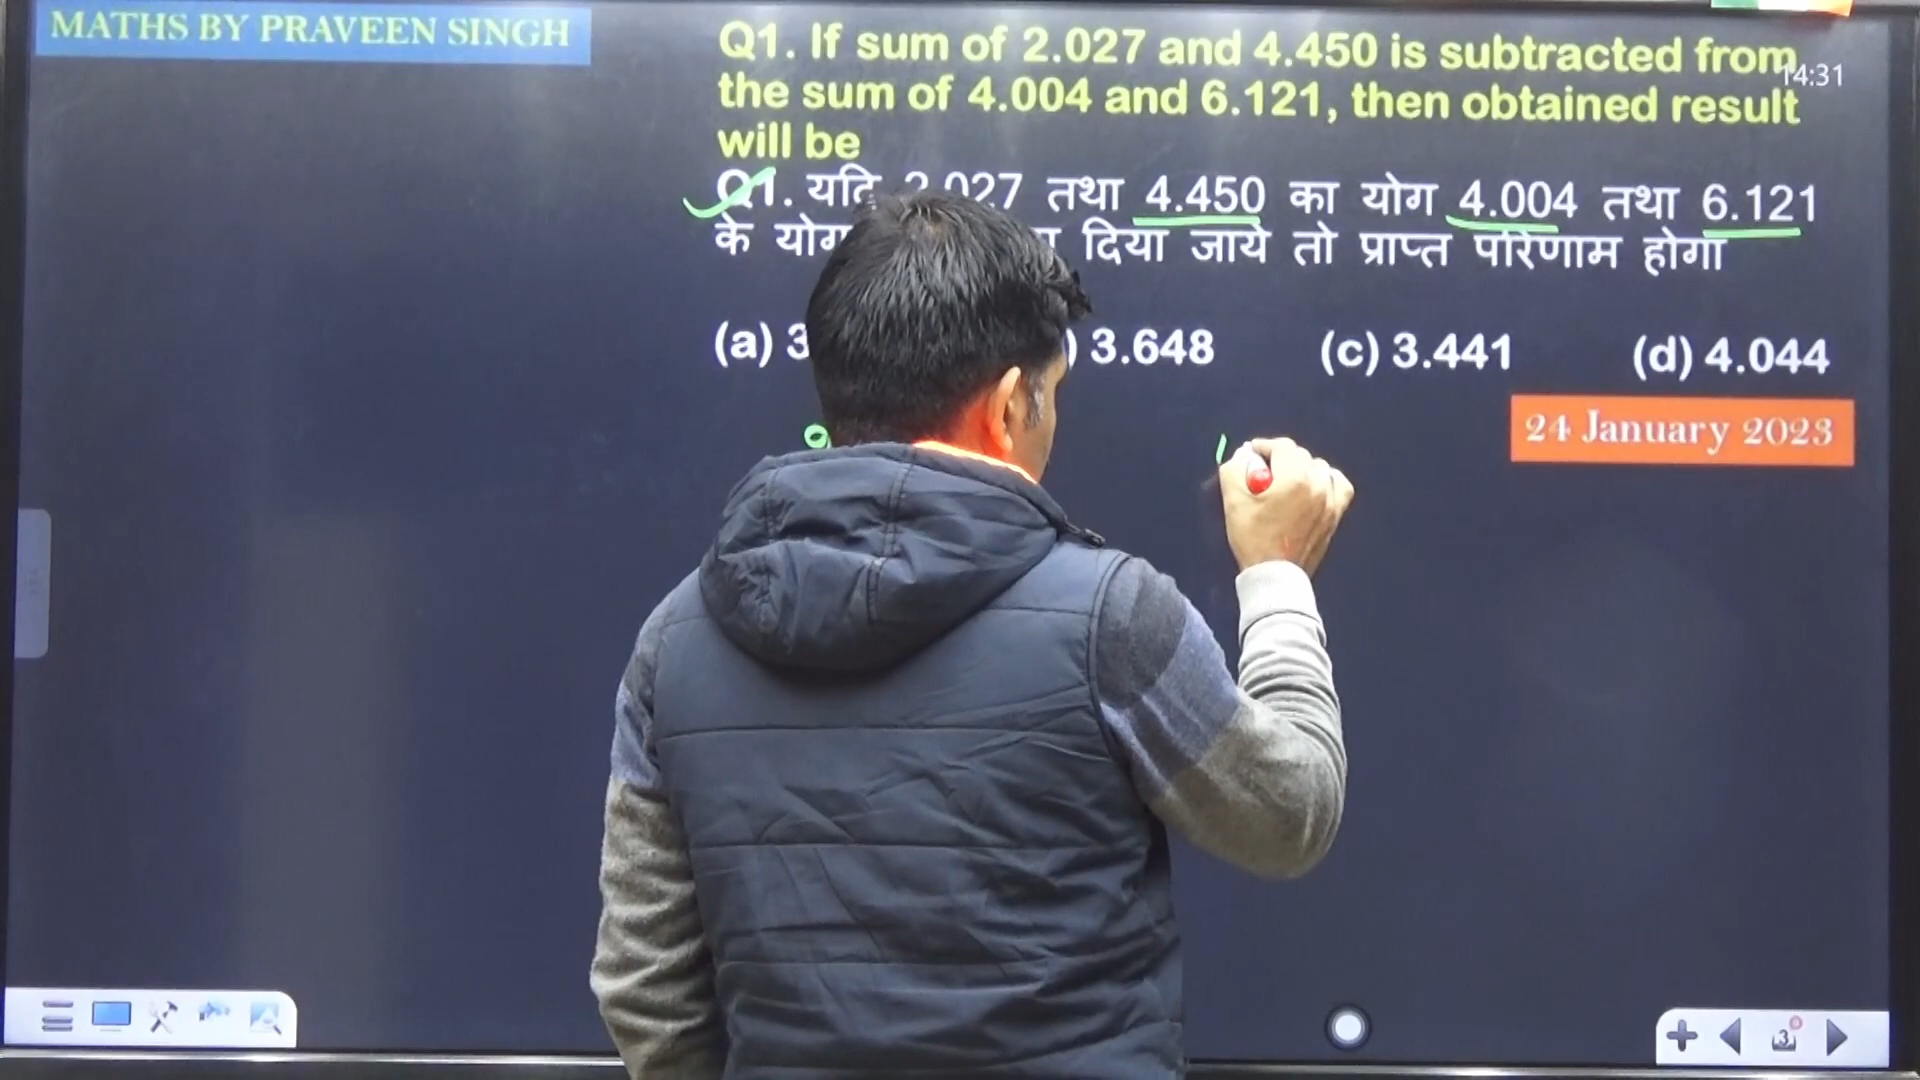 MATHS BY PRAVEEN SINGH
Q1. If sum of 2.027 and 4.450 is subtracted from
14:31
the sum of 4.004 and 6.121, then obtained result
will be
Q1. यदि 2.027 तथा 4.450 का योग 4.004 तथा 6.121
के योग दिया जाये तो प्राप्त परिणाम होगा
(a) 3 ) 3.648 (c) 3.441 (d) 4.044
24 January 2023
3